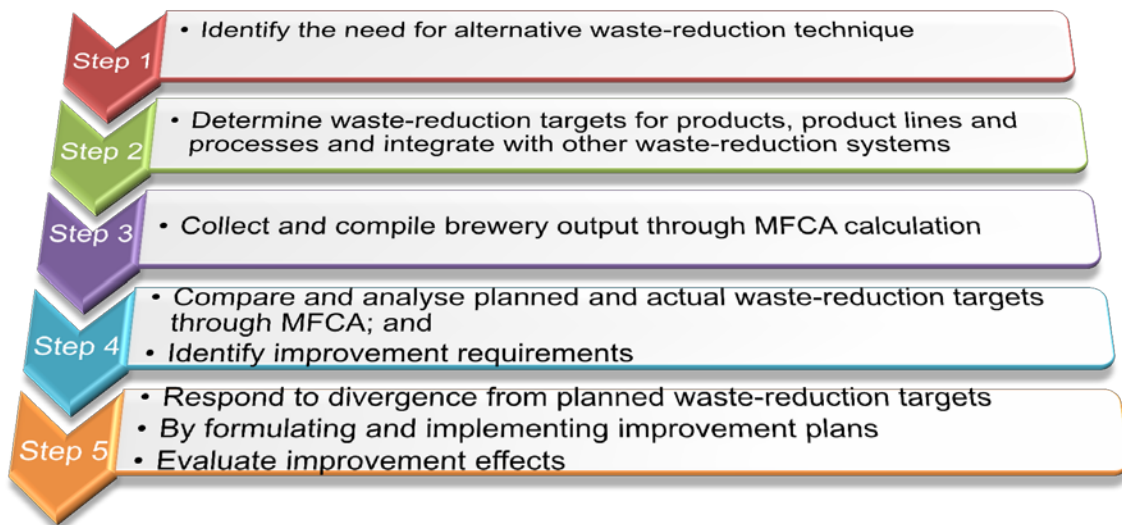 Step 1
• Identify the need for alternative waste-reduction technique
Step 2
• Determine waste-reduction targets for products, product lines and
processes and integrate with other waste-reduction systems
Step 3
• Collect and compile brewery output through MFCA calculation
Step 4
• Compare and analyse planned and actual waste-reduction targets
through MFCA; and
• Identify improvement requirements
Step 5
• Respond to divergence from planned waste-reduction targets
• By formulating and implementing improvement plans
• Evaluate improvement effects